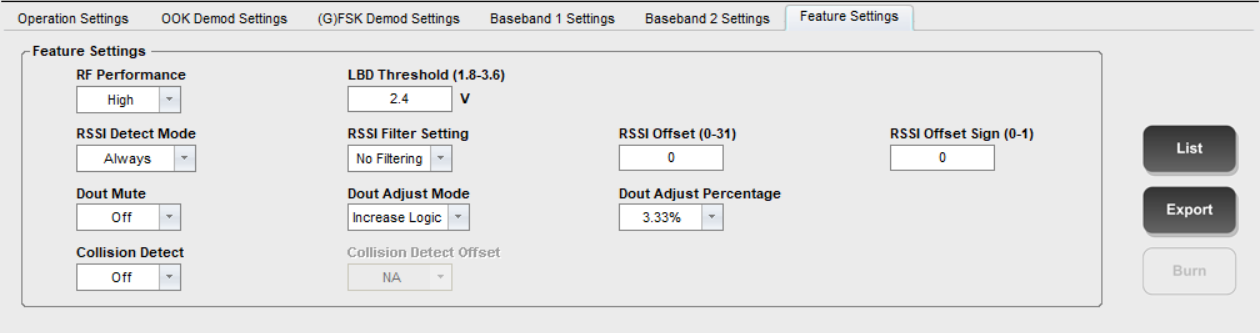 Operation Settings OOK Demod Settings (G)FSK Demod Settings Baseband 1 Settings Baseband 2 Settings Feature Settings
Feature Settings
RF Performance LBD Threshold (1.8-3.6)
High 2.4 V
RSSI Detect Mode RSSI Filter Setting RSSI Offset (0-31) RSSI Offset Sign (0-1)
Always No Filtering 0 0
List
Dout Mute Dout Adjust Mode Dout Adjust Percentage
Off Increase Logic 3.33%
Export
Collision Detect Collision Detect Offset
Off NA
Burn